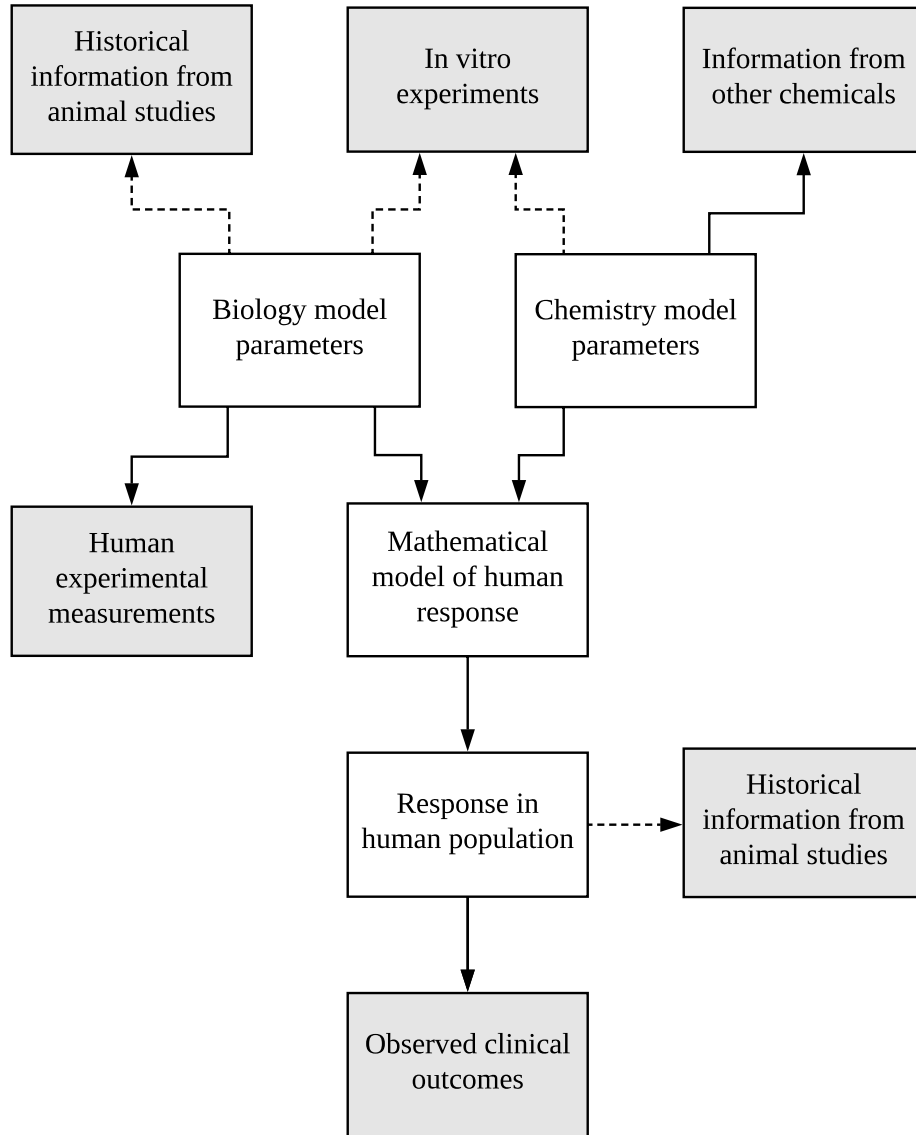 Historical
information from
animal studies
In vitro
experiments
Information from
other chemicals
Biology model
parameters
Chemistry model
parameters
Human
experimental
measurements
Mathematical
model of human
response
Response in
human population
Historical
information from
animal studies
Observed clinical
outcomes